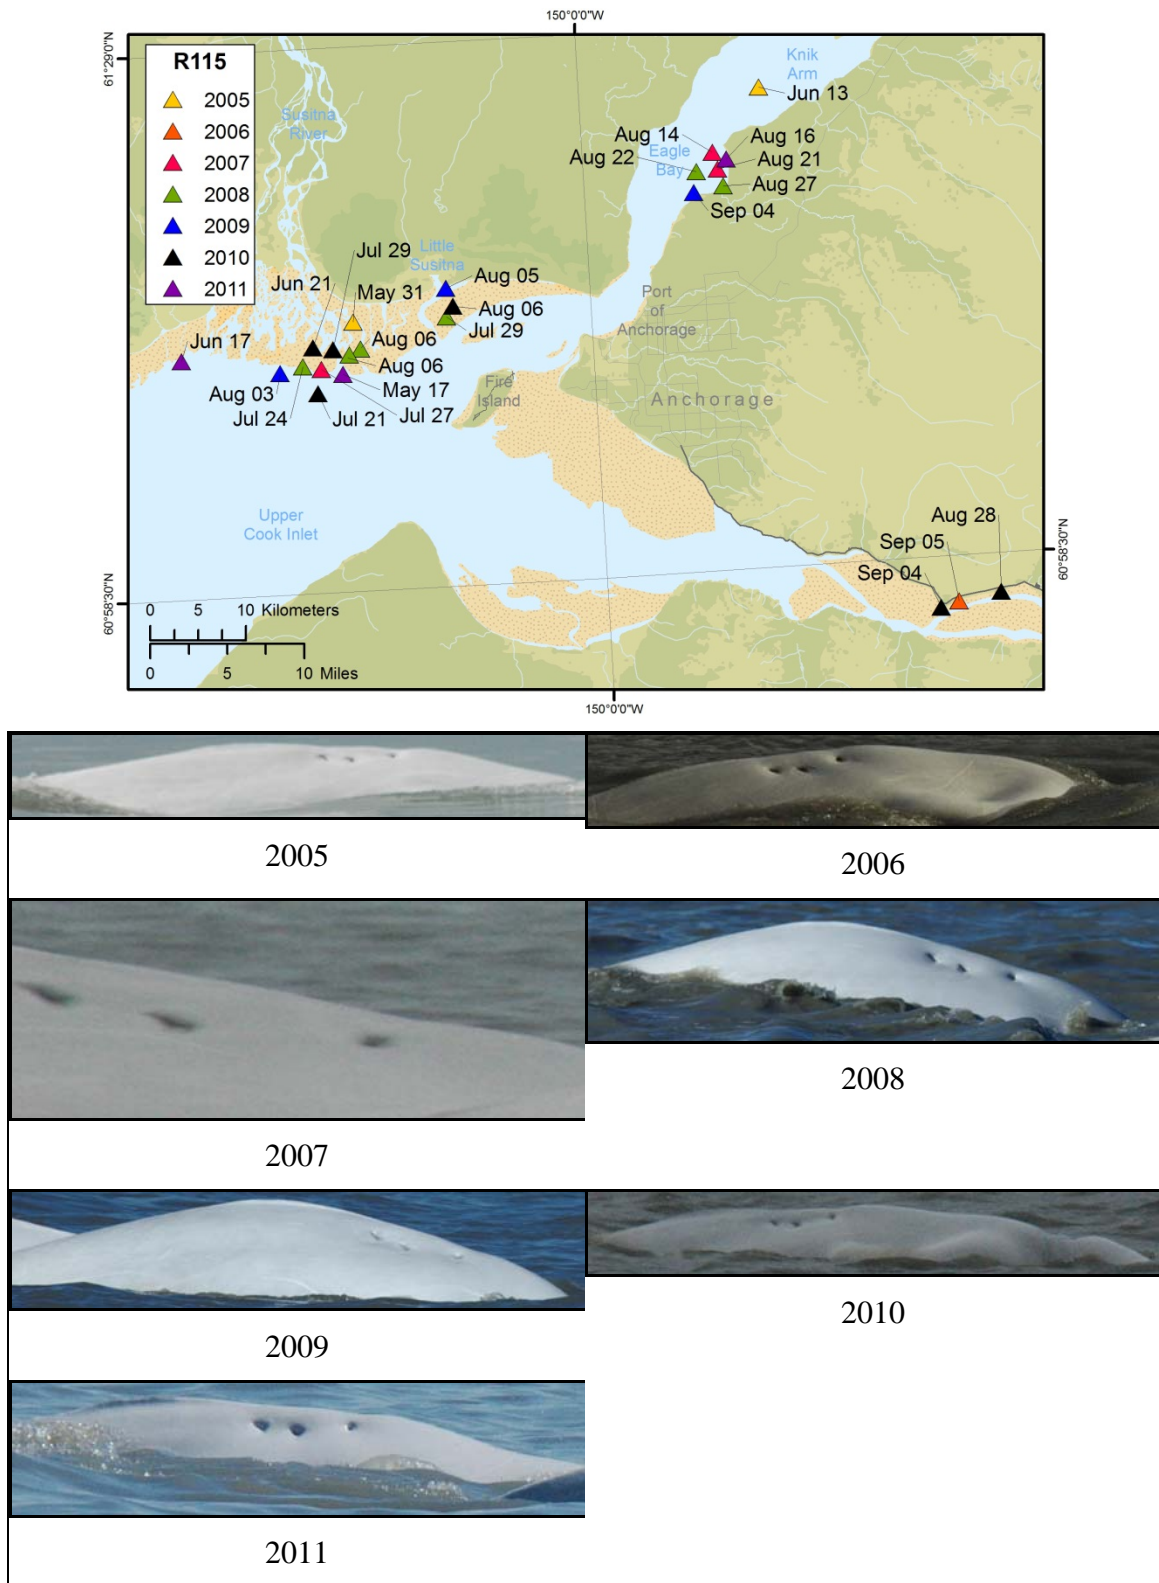 150°0'0"W
61°29'0"N
R115
2005
2006
2007
2008
2009
2010
2011
Susitna
River
Knik
Arm
Jun 13
Aug 14
Aug 16
Eagle
Bay
Aug 22
Aug 21
Aug 27
Sep 04
Jul 29
Little
Susitna
Jun 21
May 31
Aug 05
Aug 06
Jul 29
Port
of
Anchorage
Jun 17
Aug 06
Aug 06
Aug 03
May 17
Jul 24
Jul 21
Jul 27
Fire
Island
Anchorage
Upper
Cook Inlet
Aug 28
Sep 05
Sep 04
60°58'30"N
60°58'30"N
0 5 10 Kilometers
0 5 10 Miles
150°0'0"W
2005
2006
2007
2008
2009
2010
2011